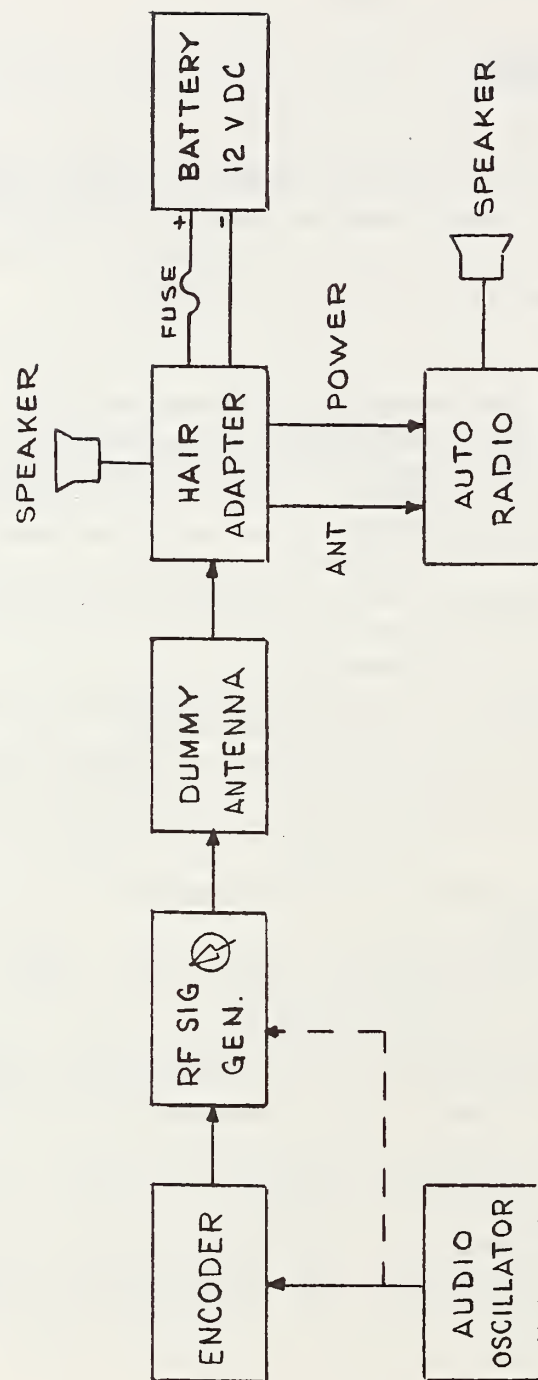 SPEAKER
FUSE
+
-
BATTERY
12 V DC
ENCODER
RF SIG
GEN.
DUMMY
ANTENNA
HAIR
ADAPTER
ANT
POWER
AUDIO
OSCILLATOR
AUTO
RADIO
SPEAKER